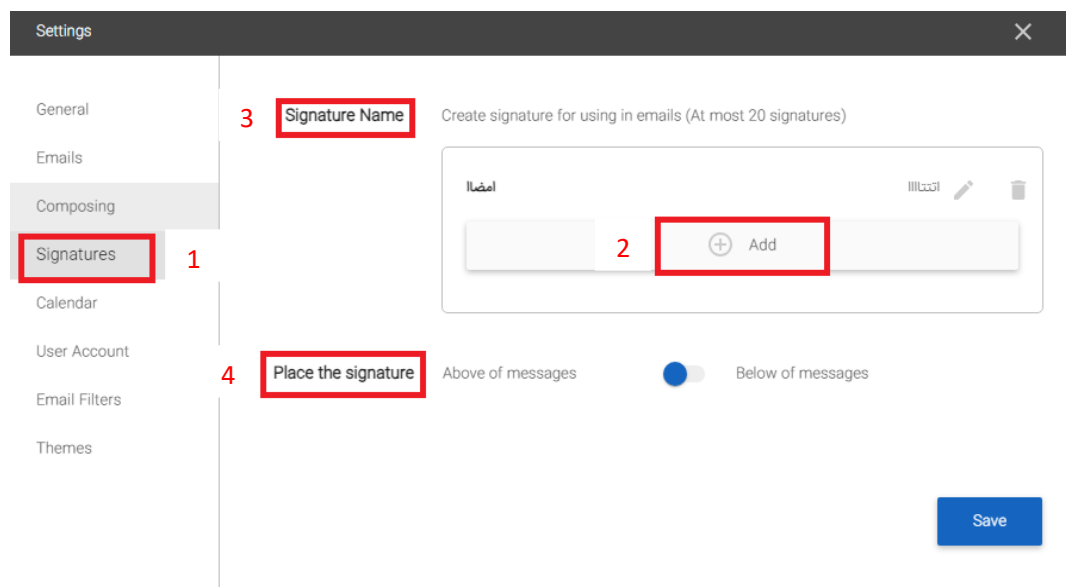 Settings
General
Emails
Composing
Signatures
1
Calendar
User Account
Email Filters
Themes
3
Signature Name
Create signature for using in emails (At most 20 signatures)
امضاا
اتتتاااا
2
Add
4
Place the signature
Above of messages
Below of messages
Save